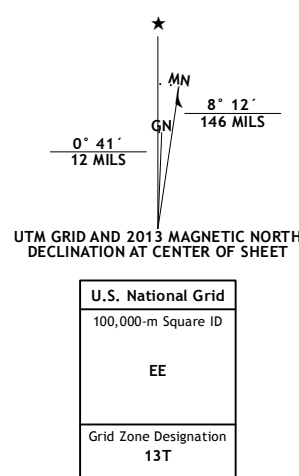 MN
GN
8° 12´
146 MILS
0° 41´
12 MILS
UTM GRID AND 2013 MAGNETIC NORTH
DECLINATION AT CENTER OF SHEET
U.S. National Grid
100,000-m Square ID
EE
Grid Zone Designation
13T